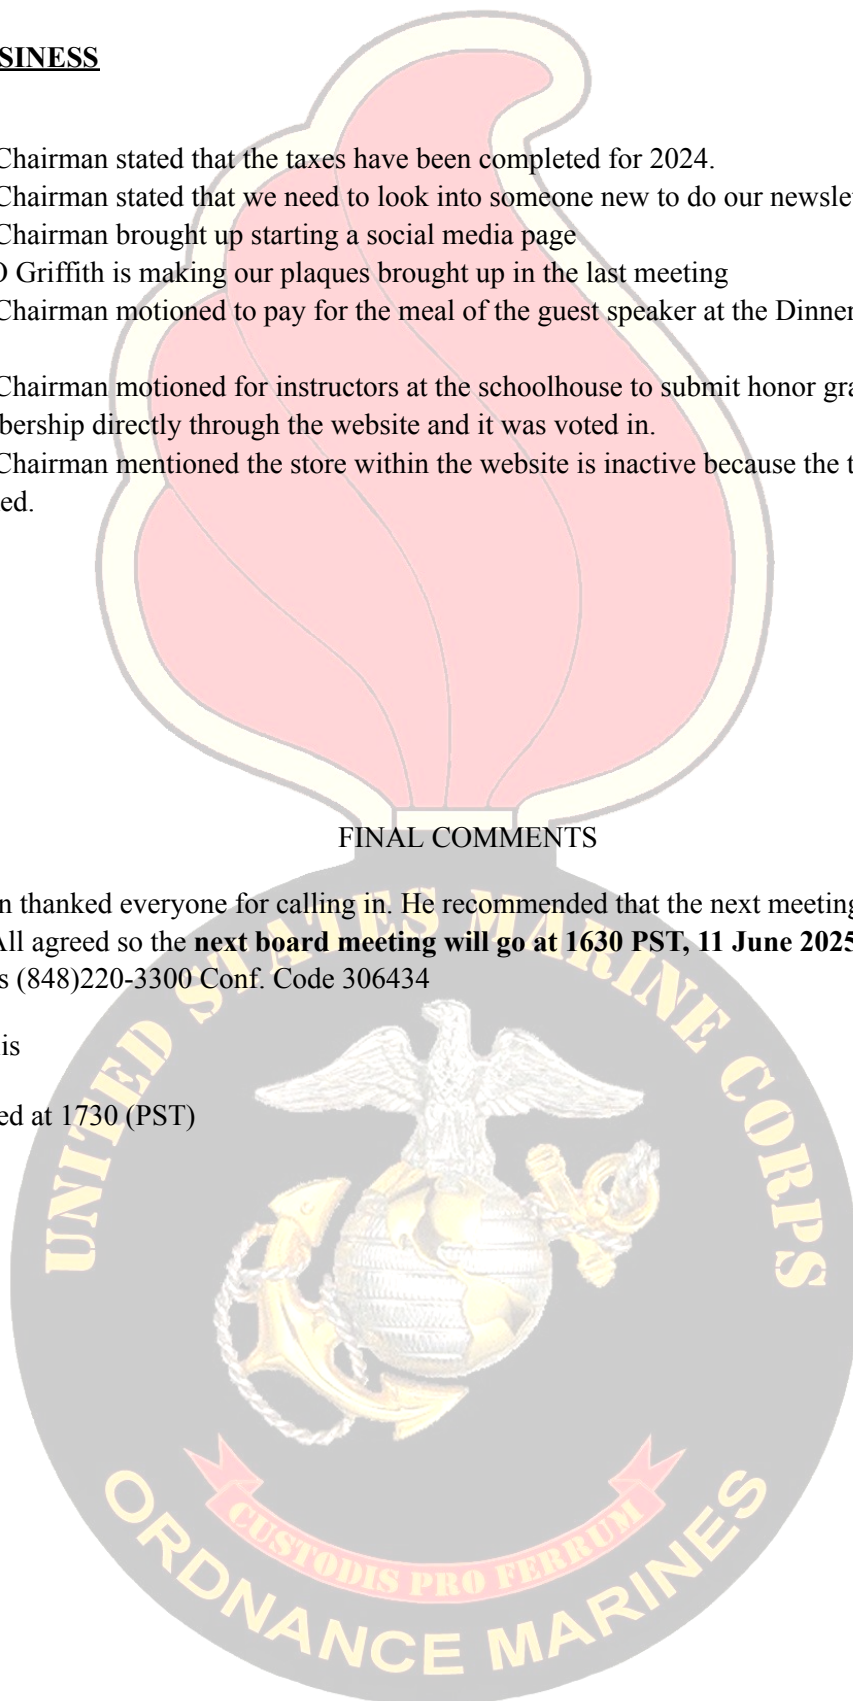 SINESS
Chairman stated that the taxes have been completed for 2024.
Chairman stated that we need to look into someone new to do our newsle
Chairman brought up starting a social media page
O Griffith is making our plaques brought up in the last meeting
Chairman motioned to pay for the meal of the guest speaker at the Dinner
Chairman motioned for instructors at the schoolhouse to submit honor gra
bership directly through the website and it was voted in.
Chairman mentioned the store within the website is inactive because the t
ed.
FINAL COMMENTS
n thanked everyone for calling in. He recommended that the next meeting
All agreed so the next board meeting will go at 1630 PST, 11 June 2025
s (848)220-3300 Conf. Code 306434
is
ed at 1730 (PST)
UNITED STATES MARINE CORPS
CUSTODIS PRO FERRUM
ORDNANCE MARINES